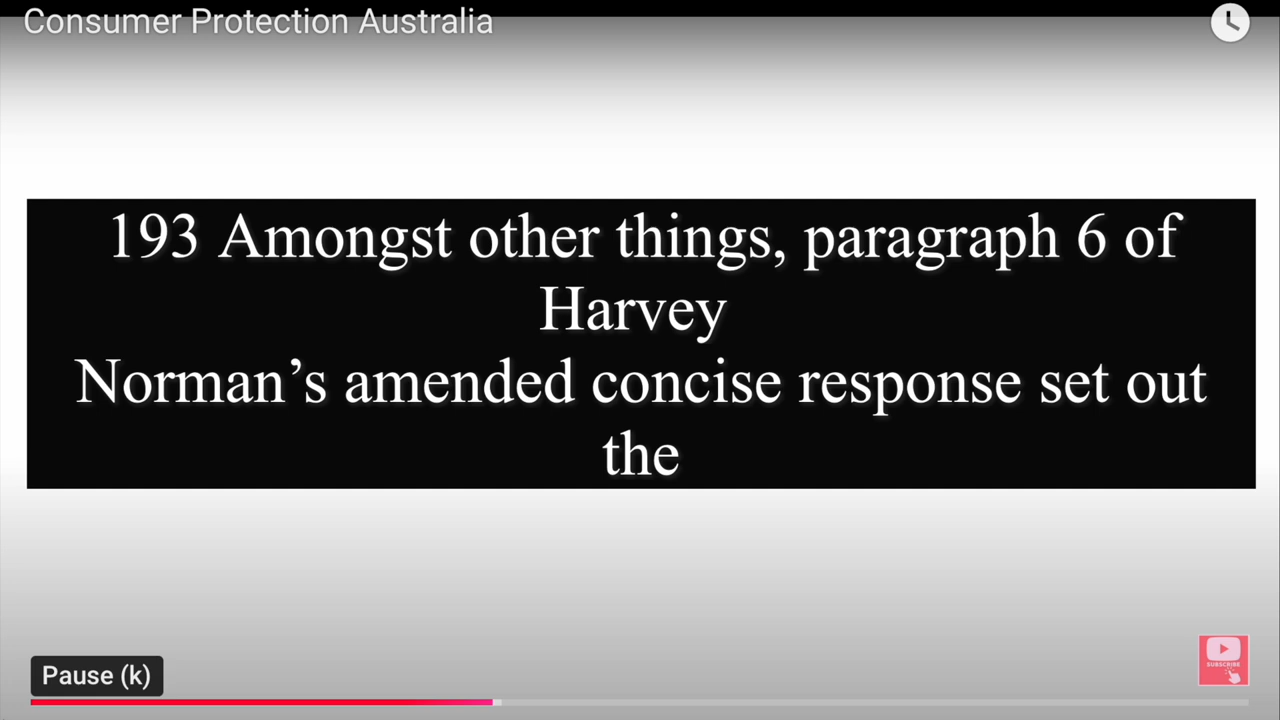 Consumer Protection Australia
193 Amongst other things, paragraph 6 of
Harvey
Norman’s amended concise response set out
the
SUBSCRIBE
Pause (k)